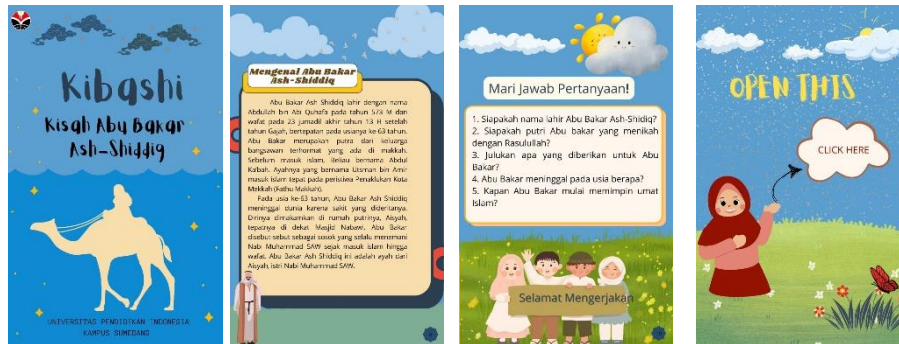 Kibashi
Kisah Abu Bakar
Ash-Shiddiq
UNIVERSITAS PENDIDIKAN INDONESIA
KAMPUS SUMEDANG
Mengenal Abu Bakar
Ash-Shiddiq
Abu Bakar Ash Shiddiq lahir dengan nama
Abdullah bin Abi Quhafa pada tahun 573 M dan
wafat pada 23 jumadil akhir tahun 13 H setelah
tahun Gajah, bertepatan pada usianya ke-63 tahun.
Abu Bakar merupakan putra dari keluarga
bangsawan terhormat yang ada di makkah.
Sebelum masuk islam, Beliau bernama Abdul
Ka'bah. Ayahnya yang bernama Utsman bin Amir
masuk islam tepat pada peristiwa Penaklukan Kota
Makkah (Fathu Makkah).
Pada usia ke-63 tahun, Abu Bakar Ash Shiddiq
meninggal dunia karena sakit yang dideritanya.
Dirinya dimakamkan di rumah putrinya, Aisyah,
tepatnya di dekat Masjid Nabawi. Abu Bakar
disebut-sebut sebagai sosok yang selalu menemani
Nabi Muhammad SAW sejak masuk islam hingga
wafat. Abu Bakar Ash Shiddiq ini adalah ayah dari
Aisyah, istri Nabi Muhammad SAW.
Mari Jawab Pertanyaan!
1. Siapakah nama lahir Abu Bakar Ash-Shidiq?
2. Siapakah putri Abu bakar yang menikah
dengan Rasulullah?
3. Julukan apa yang diberikan untuk Abu
Bakar?
4. Abu Bakar meninggal pada usia berapa?
5. Kapan Abu Bakar mulai memimpin umat
Islam?
Selamat Mengerjakan
OPEN THIS
CLICK HERE